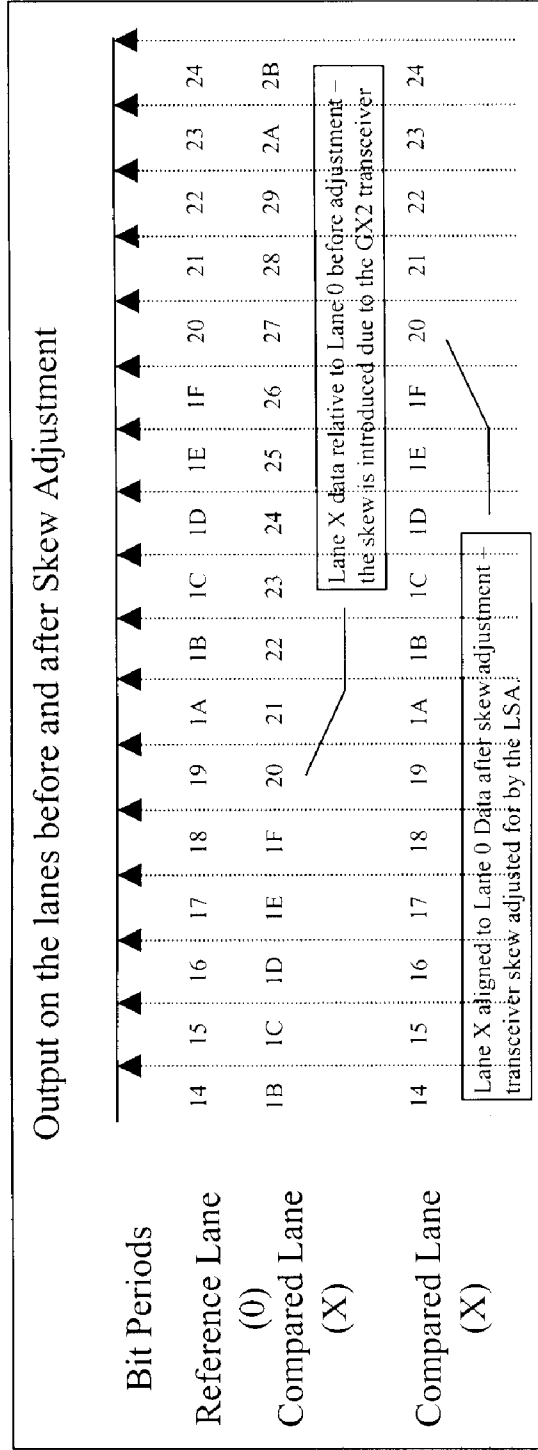 Output on the lanes before and after Skew Adjustment
Bit Periods
Reference Lane (0)
14 15 16 17 18 19 1A 1B 1C 1D 1E 1F 20 21 22 23 24
Compared Lane (X)
1B 1C 1D 1E 1F 20 21 22 23 24 25 26 27 28 29 2A 2B
Lane X data relative to Lane 0 before adjustment –
the skew is introduced due to the GX2 transceiver
Compared Lane (X)
14 15 16 17 18 19 1A 1B 1C 1D 1E 1F 20 21 22 23 24
Lane X aligned to Lane 0 Data after skew adjustment –
transceiver skew adjusted for by the LSA.